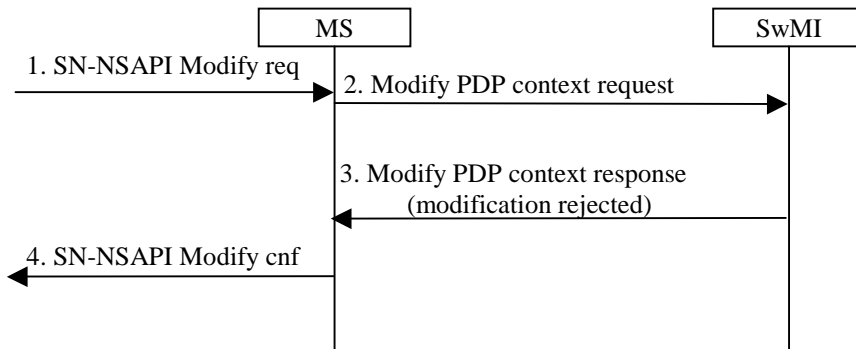 MS
SwMI
1. SN-NSAPI Modify req
2. Modify PDP context request
3. Modify PDP context response
(modification rejected)
4. SN-NSAPI Modify cnf